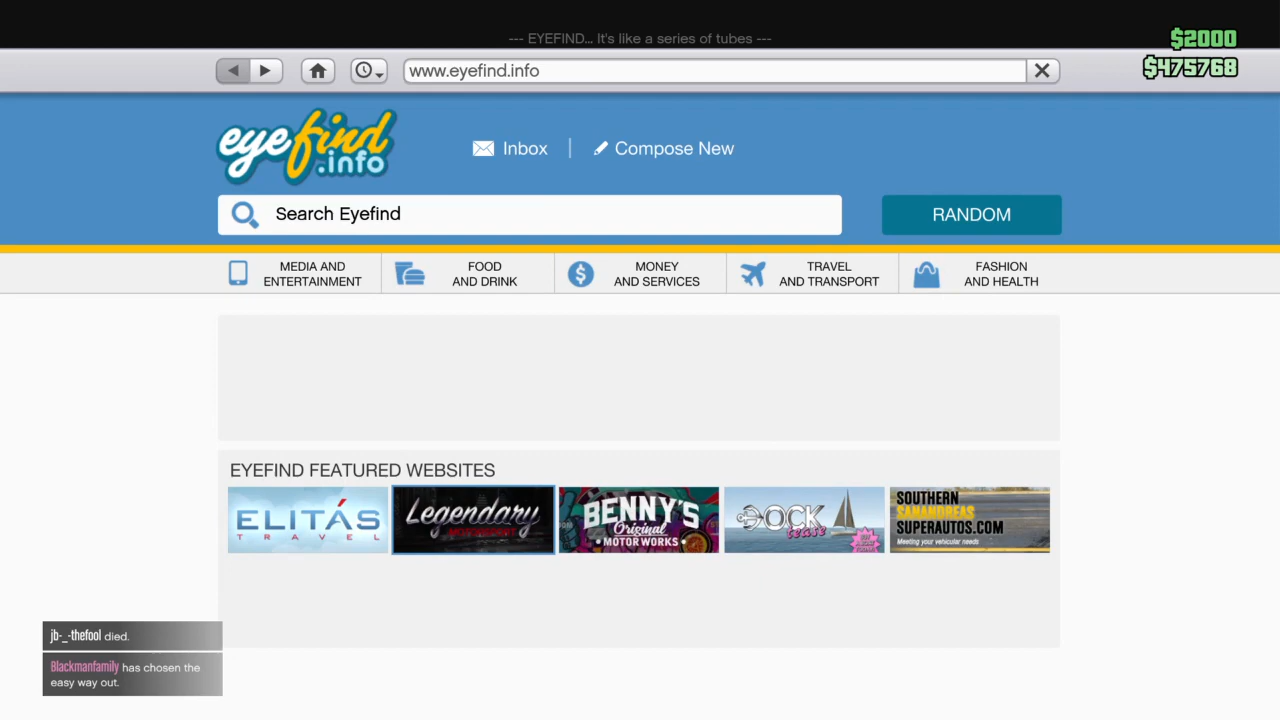 --- EYEFIND... It's like a series of tubes ---
$2000
$475768
www.eyefind.info
eyefind
.info
Inbox
Compose New
Search Eyefind
RANDOM
MEDIA AND
ENTERTAINMENT
FOOD
AND DRINK
MONEY
AND SERVICES
TRAVEL
AND TRANSPORT
FASHION
AND HEALTH
EYEFIND FEATURED WEBSITES
ELITÁS
TRAVEL
Legendary
MOTORSPORT
BENNY'S
Original
MOTOR WORKS
DOCK
tease
SOUTHERN
SANANDREAS
SUPERAUTOS.COM
Meeting your vehicular needs
jb-_-thefool died.
Blackmanfamily has chosen the
easy way out.